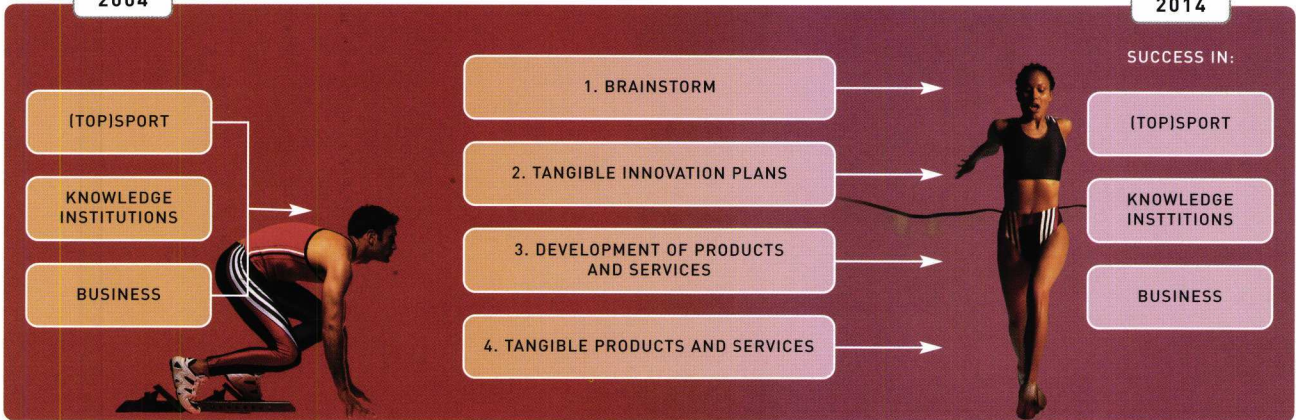 2004
(TOP)SPORT
KNOWLEDGE
INSTITUTIONS
BUSINESS
1. BRAINSTORM
2. TANGIBLE INNOVATION PLANS
3. DEVELOPMENT OF PRODUCTS
AND SERVICES
4. TANGIBLE PRODUCTS AND SERVICES
2014
SUCCESS IN:
(TOP)SPORT
KNOWLEDGE
INSTTITIONS
BUSINESS